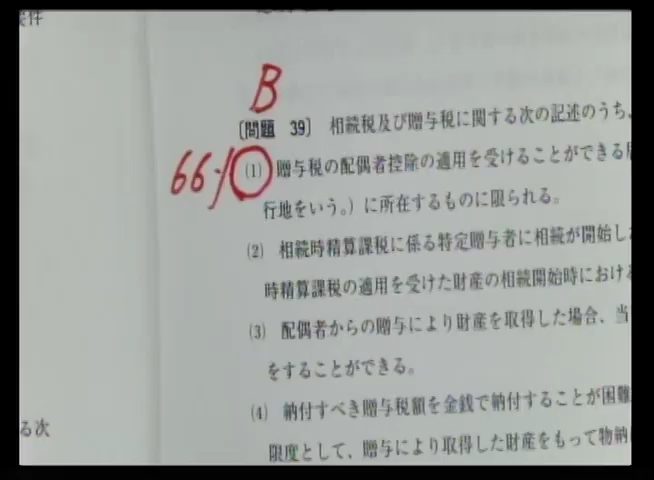 要件
B
〔問題 39〕 相続税及び贈与税に関する次の記述のうち、
66%
(1) 贈与税の配偶者控除の適用を受けることができる居
行地をいう。)に所在するものに限られる。
(2) 相続時精算課税に係る特定贈与者に相続が開始した
時精算課税の適用を受けた財産の相続開始時における
(3) 配偶者からの贈与により財産を取得した場合、当
をすることができる。
(4) 納付すべき贈与税額を金銭で納付することが困難
限度として、贈与により取得した財産をもって物納
る次